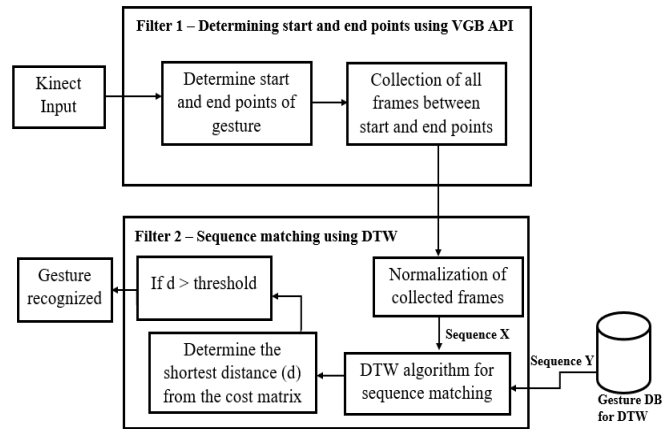 Filter 1 – Determining start and end points using VGB API
Kinect
Input
Determine start
and end points of
gesture
Collection of all
frames between
start and end points
Filter 2 – Sequence matching using DTW
Gesture
recognized
If d > threshold
Normalization of
collected frames
Sequence X
Determine the
shortest distance (d)
from the cost matrix
DTW algorithm for
sequence matching
Sequence Y
Gesture DB
for DTW